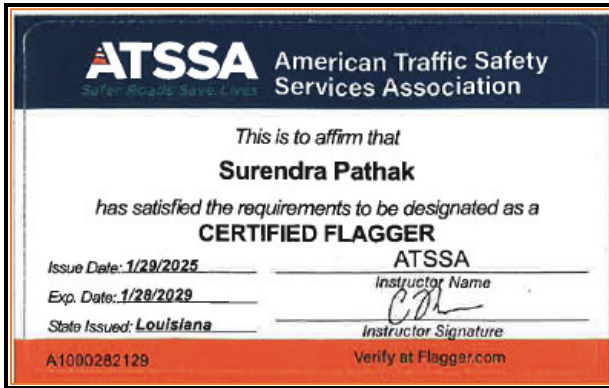 ATSSA
Safer Roads Save Lives
American Traffic Safety
Services Association
This is to affirm that
Surendra Pathak
has satisfied the requirements to be designated as a
CERTIFIED FLAGGER
Issue Date: 1/29/2025
ATSSA
Instructor Name
Exp. Date: 1/28/2029
State Issued: Louisiana
Instructor Signature
A1000282129
Verify at Flagger.com